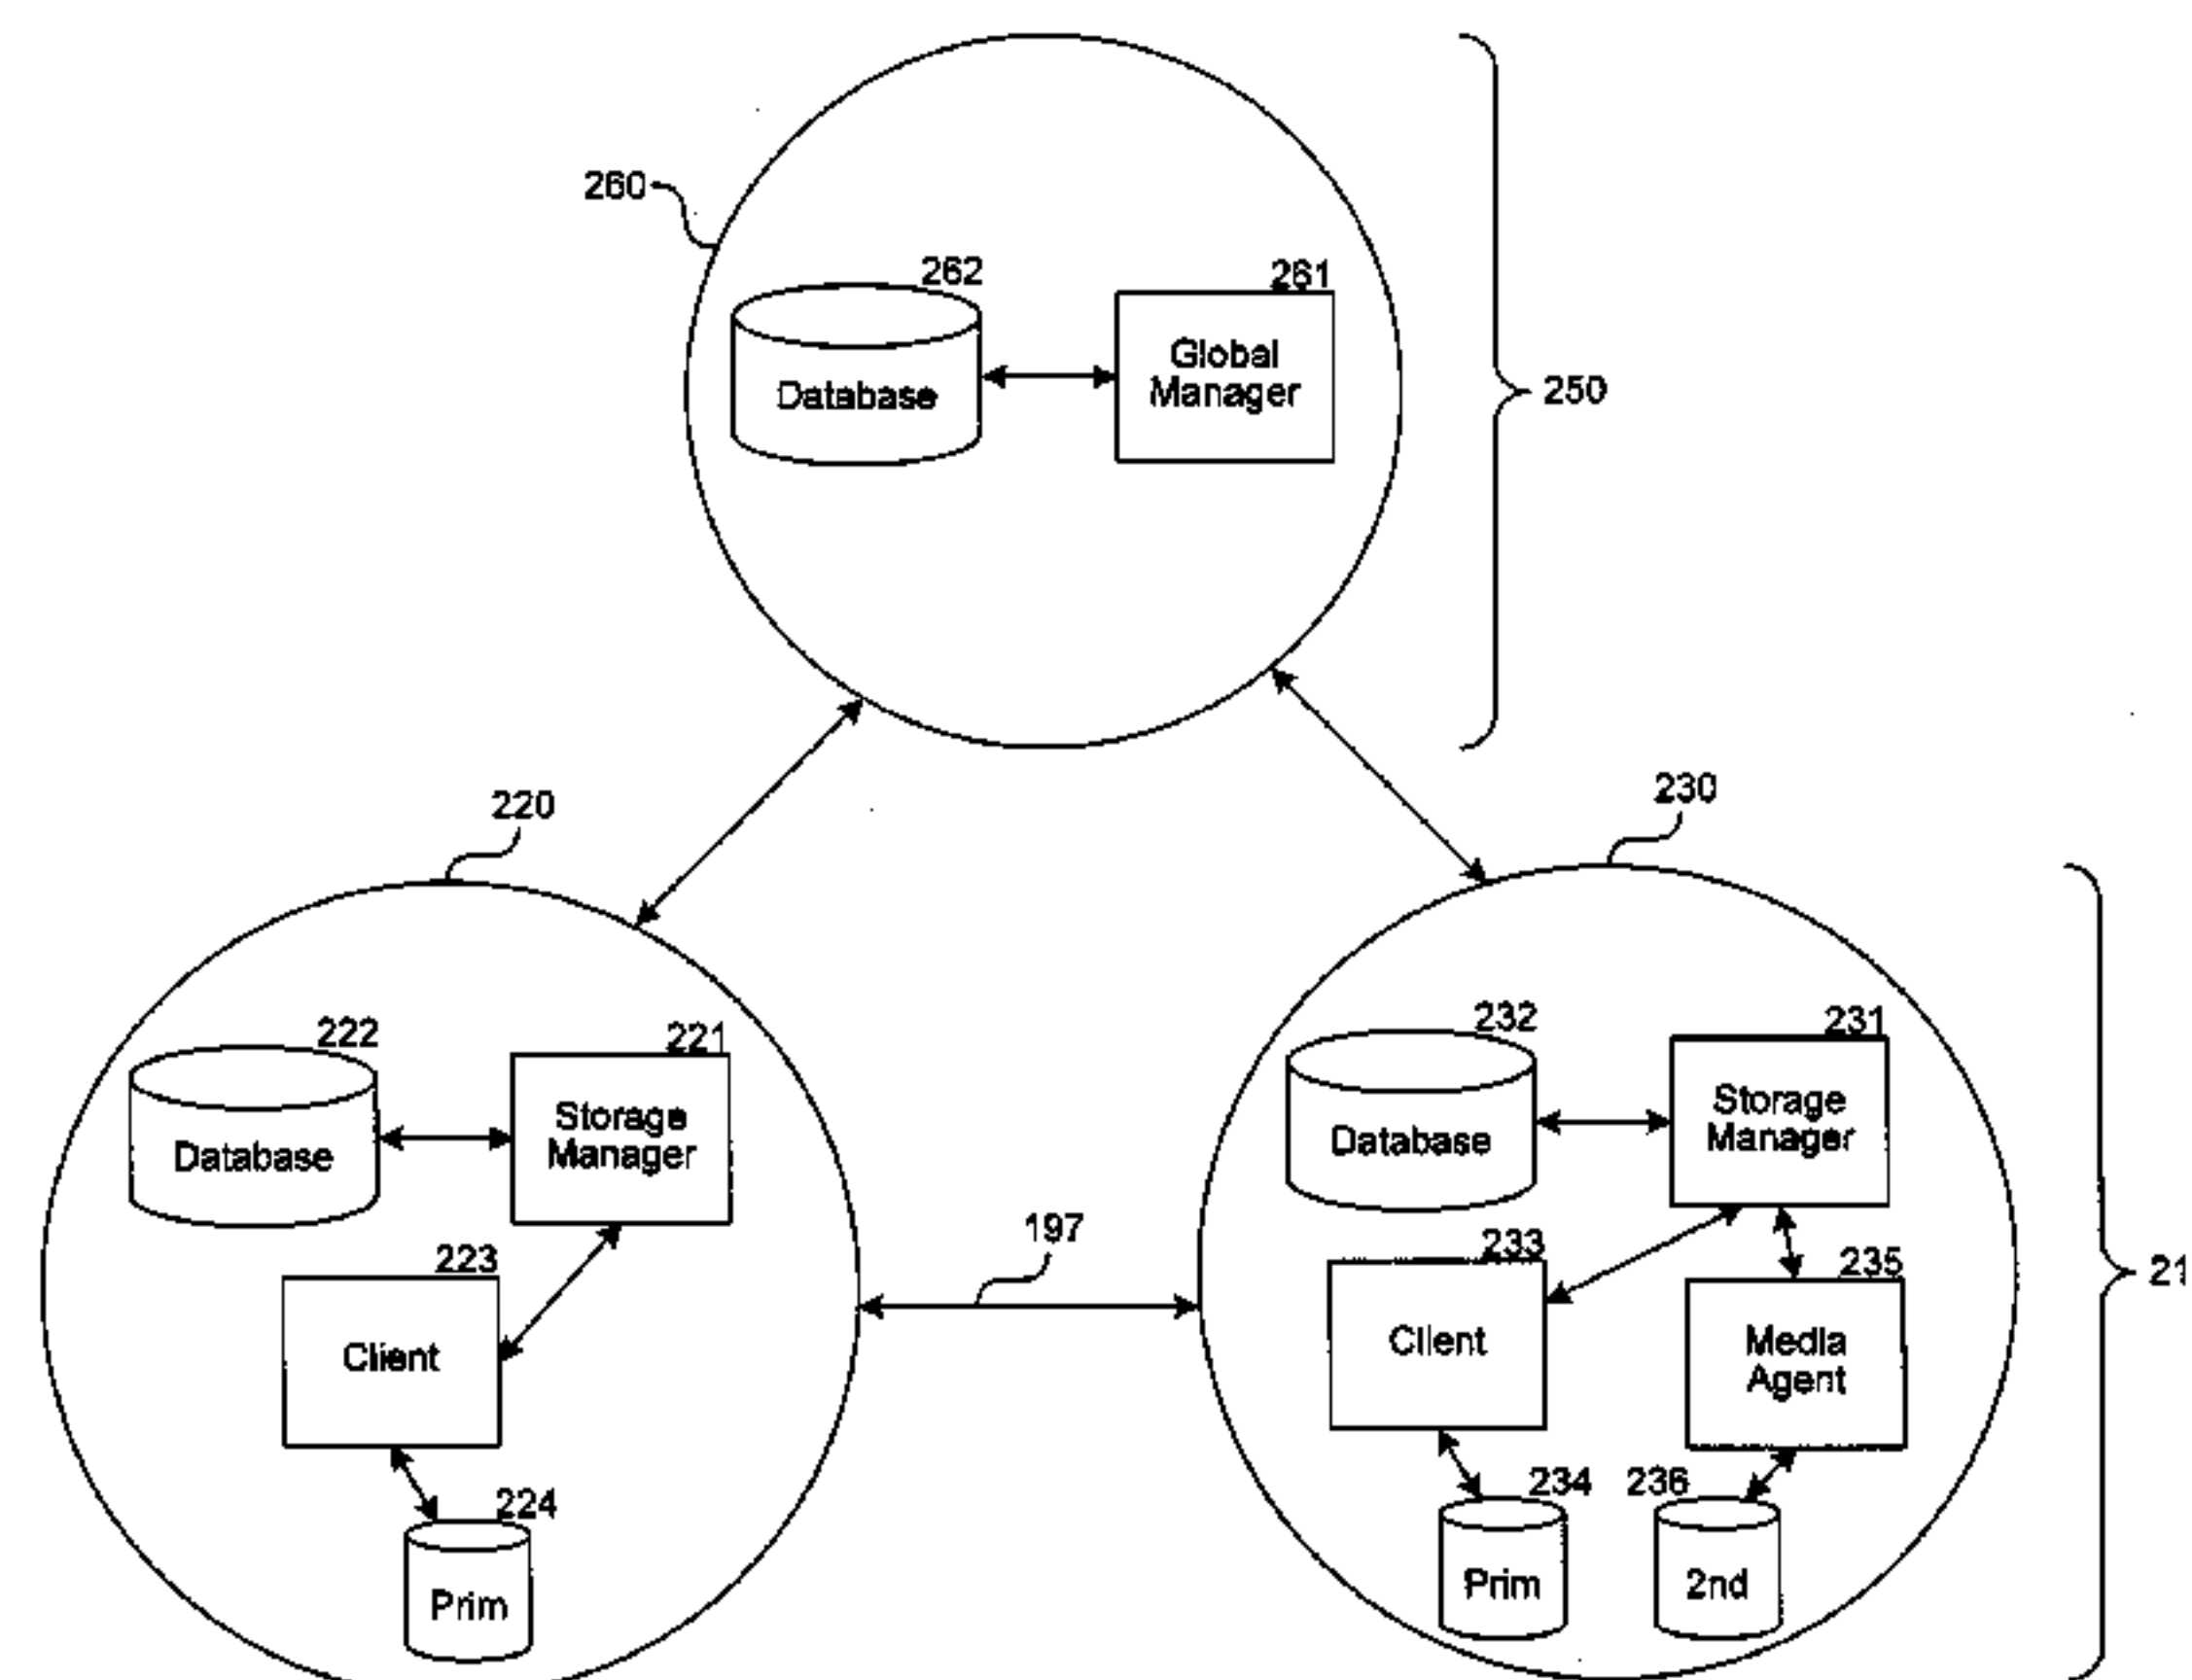 260
262
261
Database
Global
Manager
250
220
230
222
221
Database
Storage
Manager
223
Client
224
Prim
197
232
231
Database
Storage
Manager
233
Client
235
Media
Agent
234
Prim
236
2nd
21